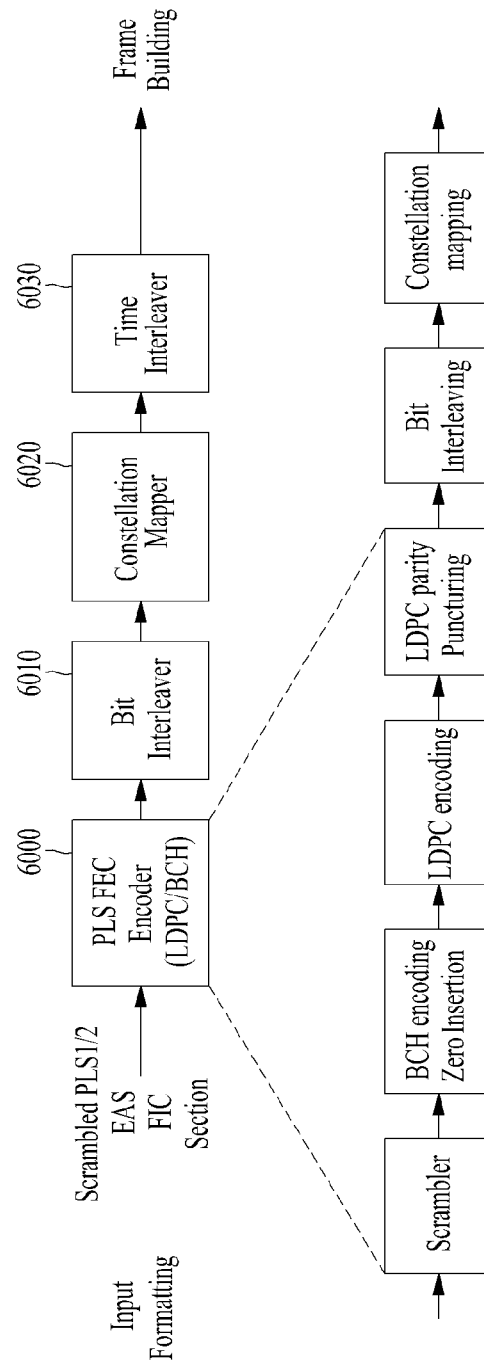 Input
Formatting
Scrambled PLS1/2
EAS
FIC
Section
6000
PLS FEC
Encoder
(LDPC/BCH)
6010
Bit
Interleaver
6020
Constellation
Mapper
6030
Time
Interleaver
Frame
Building
Scrambler
BCH encoding
Zero Insertion
LDPC encoding
LDPC parity
Puncturing
Bit
Interleaving
Constellation
mapping